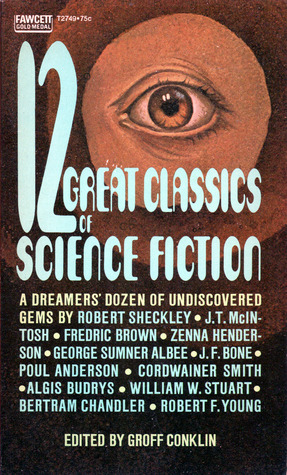 FAWCETT
GOLD MEDAL
T2749•75c
12
GREAT CLASSICS
OF
SCIENCE FICTION
A DREAMERS' DOZEN OF UNDISCOVERED
GEMS BY ROBERT SHECKLEY • J.T. McIN-
TOSH • FREDRIC BROWN • ZENNA HENDER-
SON • GEORGE SUMNER ALBEE • J.F. BONE •
POUL ANDERSON • CORDWAINER SMITH
• ALGIS BUDRYS • WILLIAM W. STUART •
BERTRAM CHANDLER • ROBERT F. YOUNG
EDITED BY GROFF CONKLIN